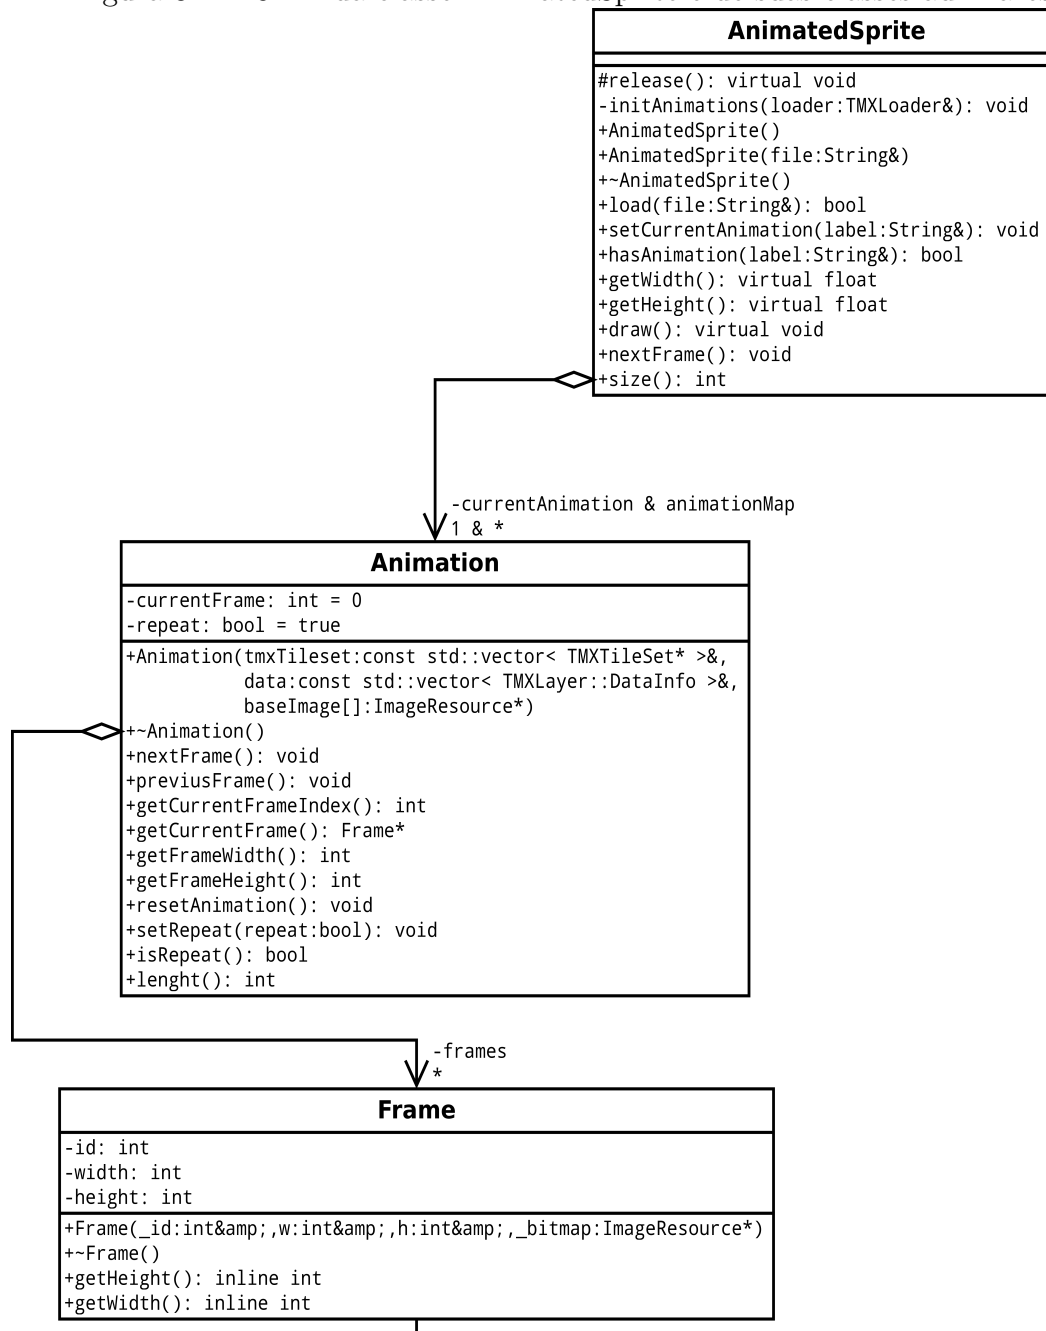 AnimatedSprite
#release(): virtual void
-initAnimations(loader:TMXLoader&): void
+AnimatedSprite()
+AnimatedSprite(file:String&)
+~AnimatedSprite()
+load(file:String&): bool
+setCurrentAnimation(label:String&): void
+hasAnimation(label:String&): bool
+getWidth(): virtual float
+getHeight(): virtual float
+draw(): virtual void
+nextFrame(): void
+size(): int
-currentAnimation & animationMap
1 & *
Animation
-currentFrame: int = 0
-repeat: bool = true
+Animation(tmxTileset:const std::vector< TMXTileSet* >&,
data:const std::vector< TMXLayer::DataInfo >&,
baseImage[]:ImageResource*)
+~Animation()
+nextFrame(): void
+previusFrame(): void
+getCurrentFrameIndex(): int
+getCurrentFrame(): Frame*
+getFrameWidth(): int
+getFrameHeight(): int
+resetAnimation(): void
+setRepeat(repeat:bool): void
+isRepeat(): bool
+lenght(): int
-frames
*
Frame
-id: int
-width: int
-height: int
+Frame(_id:int&amp;,w:int&amp;,h:int&amp;,_bitmap:ImageResource*)
+~Frame()
+getHeight(): inline int
+getWidth(): inline int